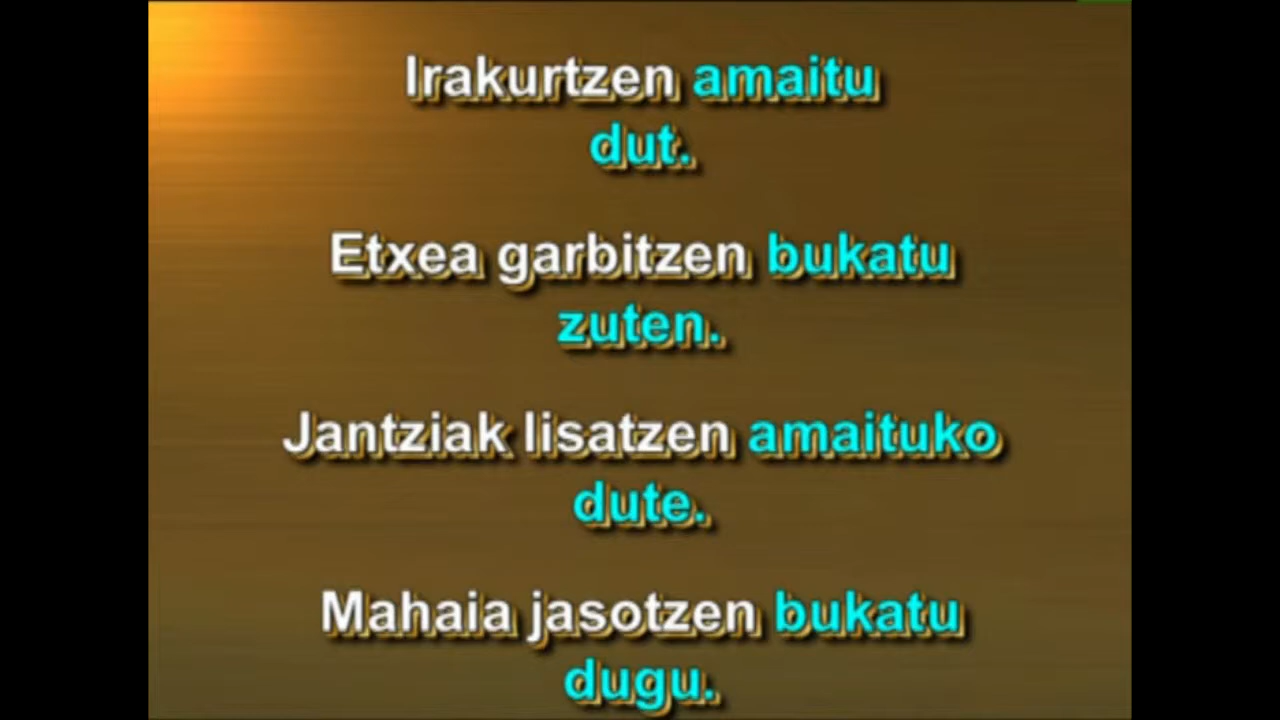 Irakurtzen amaitu
dut.
Etxea garbitzen bukatu
zuten.
Jantziak lisatzen amaituko
dute.
Mahaia jasotzen bukatu
dugu.